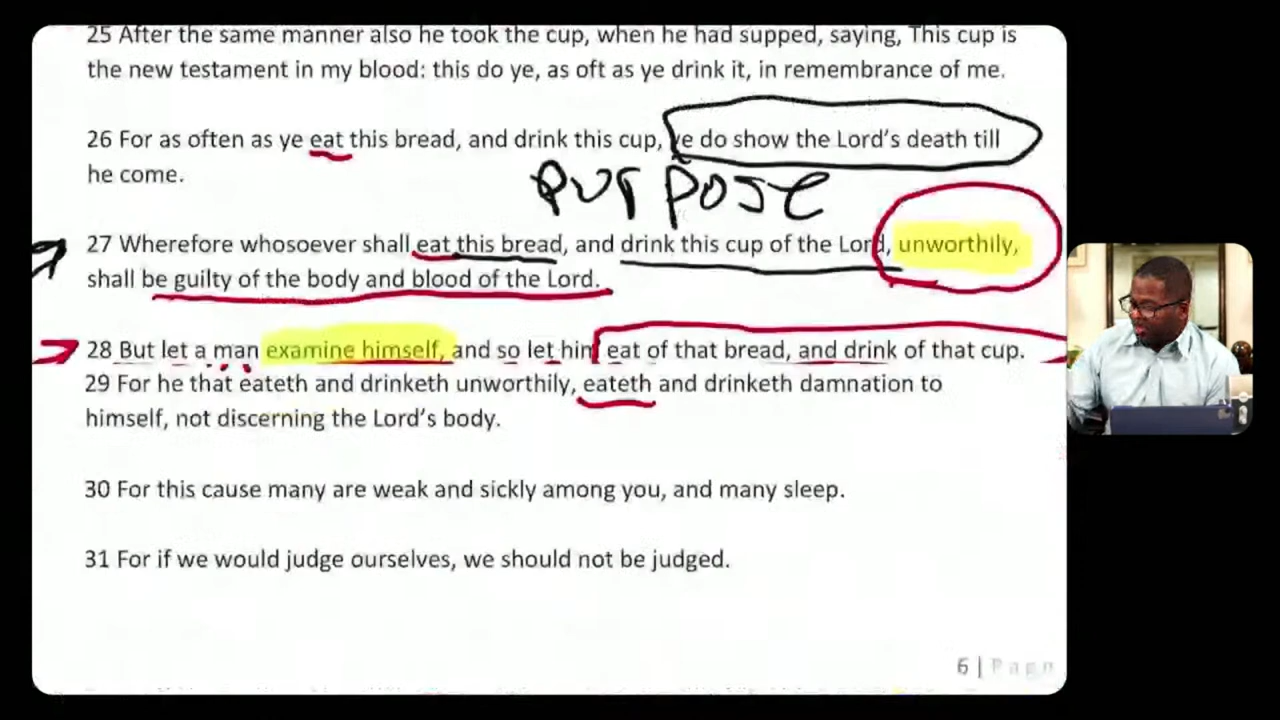 25 After the same manner also he took the cup, when he had supped, saying, This cup is
the new testament in my blood: this do ye, as oft as ye drink it, in remembrance of me.
26 For as often as ye eat this bread, and drink this cup, ye do show the Lord's death till
he come.
purpose
27 Wherefore whosoever shall eat this bread, and drink this cup of the Lord, unworthily,
shall be guilty of the body and blood of the Lord.
28 But let a man examine himself, and so let him eat of that bread, and drink of that cup.
29 For he that eateth and drinketh unworthily, eateth and drinketh damnation to
himself, not discerning the Lord's body.
30 For this cause many are weak and sickly among you, and many sleep.
31 For if we would judge ourselves, we should not be judged.
6 | Page